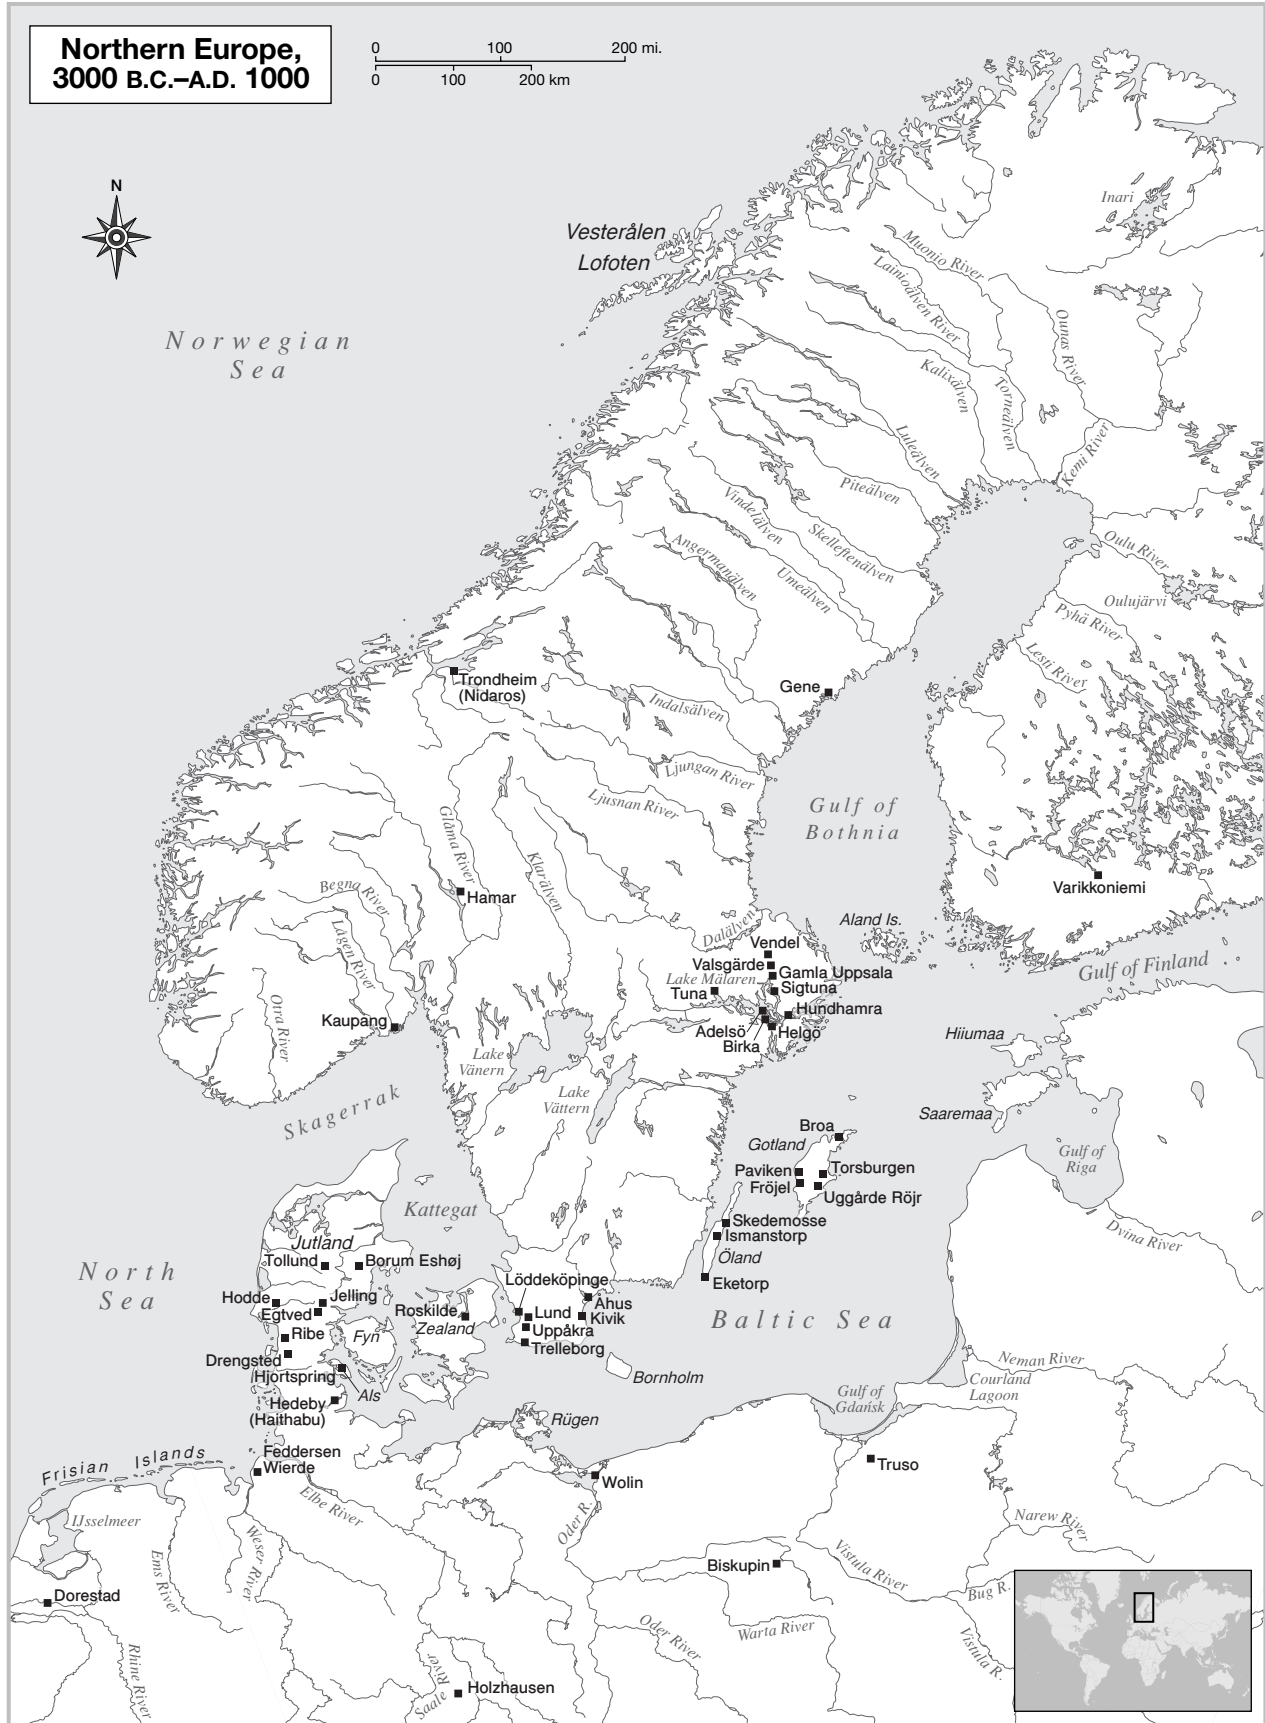 Northern Europe,
3000 B.C.–A.D. 1000
0 100 200 mi.
0 100 200 km
N
Inari
Vesterålen
Lofoten
Muonio River
Lainioälven River
Ounas River
Norwegian
Sea
Kalixälven
Torneälven
Luleälven
Kemi River
Piteälven
Vindelälven
Skelleftenälven
Oulu River
Angermanälven
Umeälven
Oulujärvi
Pyhä River
Lesti River
Trondheim
(Nidaros)
Gene
Indalsälven
Ljungan River
Ljusnan River
Gulf of
Bothnia
Glåma River
Klarälven
Varikkoniemi
Begna River
Hamar
Lågen River
Dalälven
Aland Is.
Vendel
Valsgärde
Gamla Uppsala
Gulf of Finland
Lake Mälaren
Sigtuna
Tuna
Otra River
Kaupang
Hundhamra
Adelsö
Helgo
Birka
Hiiumaa
Lake
Vänern
Lake
Vättern
Skagerrak
Saaremaa
Broa
Gotland
Gulf of
Riga
Paviken
Torsburgen
Fröjel
Uggårde Röjr
Kattegat
Skedemosse
Ismanstorp
Dvina River
Jutland
Öland
Tollund
Borum Eshøj
North
Sea
Löddeköpinge
Eketorp
Hodde
Jelling
Åhus
Egtved
Roskilde
Lund
Kivik
Zealand
Baltic Sea
Ribe
Fyn
Uppåkra
Trelleborg
Drengsted
Neman River
Hjortspring
Bornholm
Courland
Lagoon
Als
Hedeby
(Haithabu)
Gulf of
Gdańsk
Rügen
Feddersen
Wierde
Frisian Islands
Truso
Wolin
Elbe River
Oder R.
IJsselmeer
Narew River
Weser River
Ems River
Vistula River
Biskupin
Bug R.
Dorestad
Oder River
Warta River
Vistula R.
Rhine River
Saale River
Holzhausen